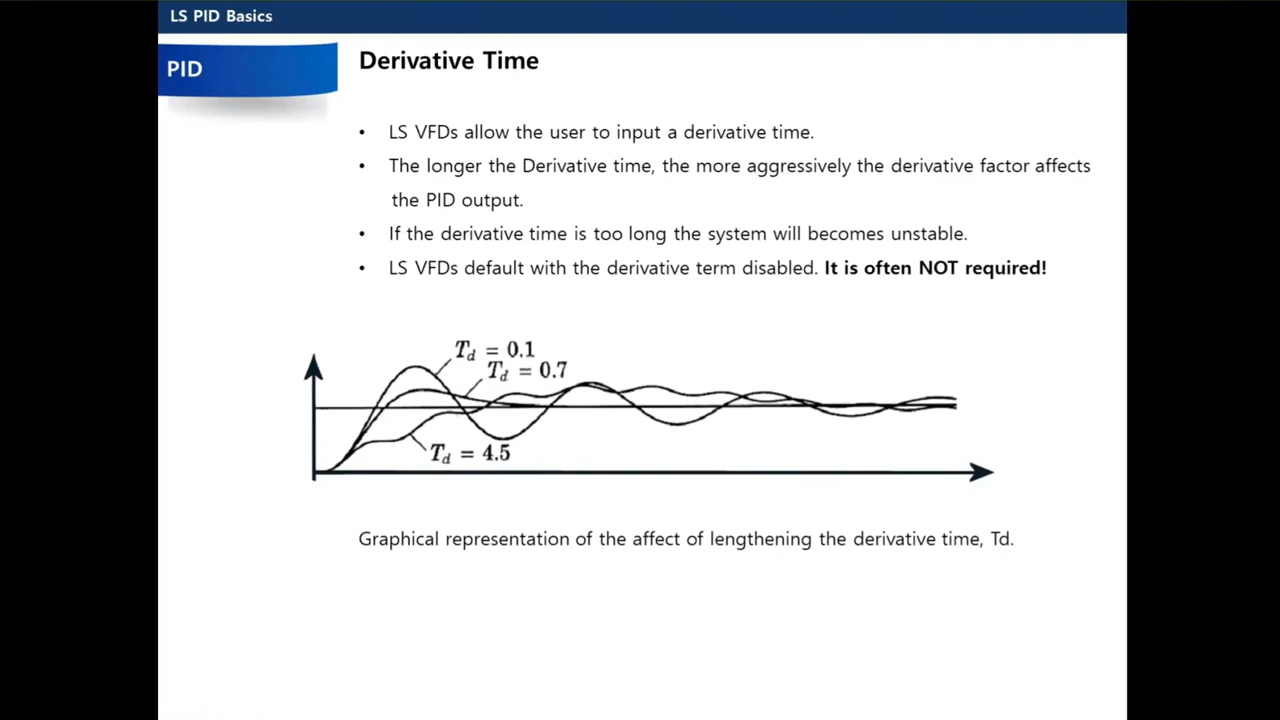 LS PID Basics
PID
Derivative Time
• LS VFDs allow the user to input a derivative time.
• The longer the Derivative time, the more aggressively the derivative factor affects
the PID output.
• If the derivative time is too long the system will becomes unstable.
• LS VFDs default with the derivative term disabled. It is often NOT required!
Td = 0.1
Td = 0.7
Td = 4.5
Graphical representation of the affect of lengthening the derivative time, Td.